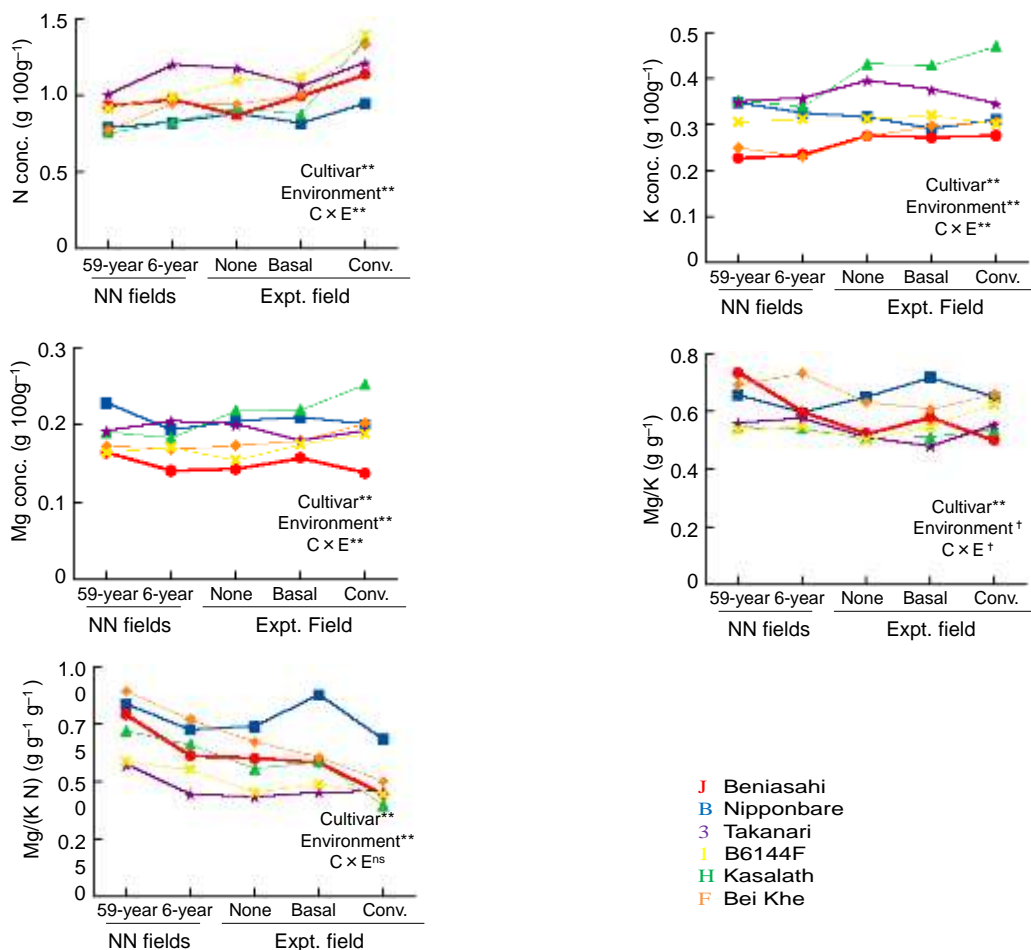 1.5
1.0
0.5
0
N conc. (g 100g⁻¹)
Cultivar**
Environment**
C × E**
59-year 6-year None Basal Conv.
NN fields Expt. field
0.5
0.4
0.3
0.2
0.1
0
K conc. (g 100g⁻¹)
Cultivar**
Environment**
C × E**
59-year 6-year None Basal Conv.
NN fields Expt. Field
0.3
0.2
0.1
0
Mg conc. (g 100g⁻¹)
Cultivar**
Environment**
C × E**
59-year 6-year None Basal Conv.
NN fields Expt. Field
0.8
0.6
0.4
0.2
0
Mg/K (g g⁻¹)
Cultivar**
Environment †
C × E †
59-year 6-year None Basal Conv.
NN fields Expt. field
1.0
0
0.7
5
0.5
0
0.2
5
0
Mg/(K N) (g g⁻¹ g⁻¹)
Cultivar**
Environment**
C × Eⁿˢ
59-year 6-year None Basal Conv.
NN fields Expt. field
J Beniasahi
B Nipponbare
3 Takanari
1 B6144F
H Kasalath
F Bei Khe